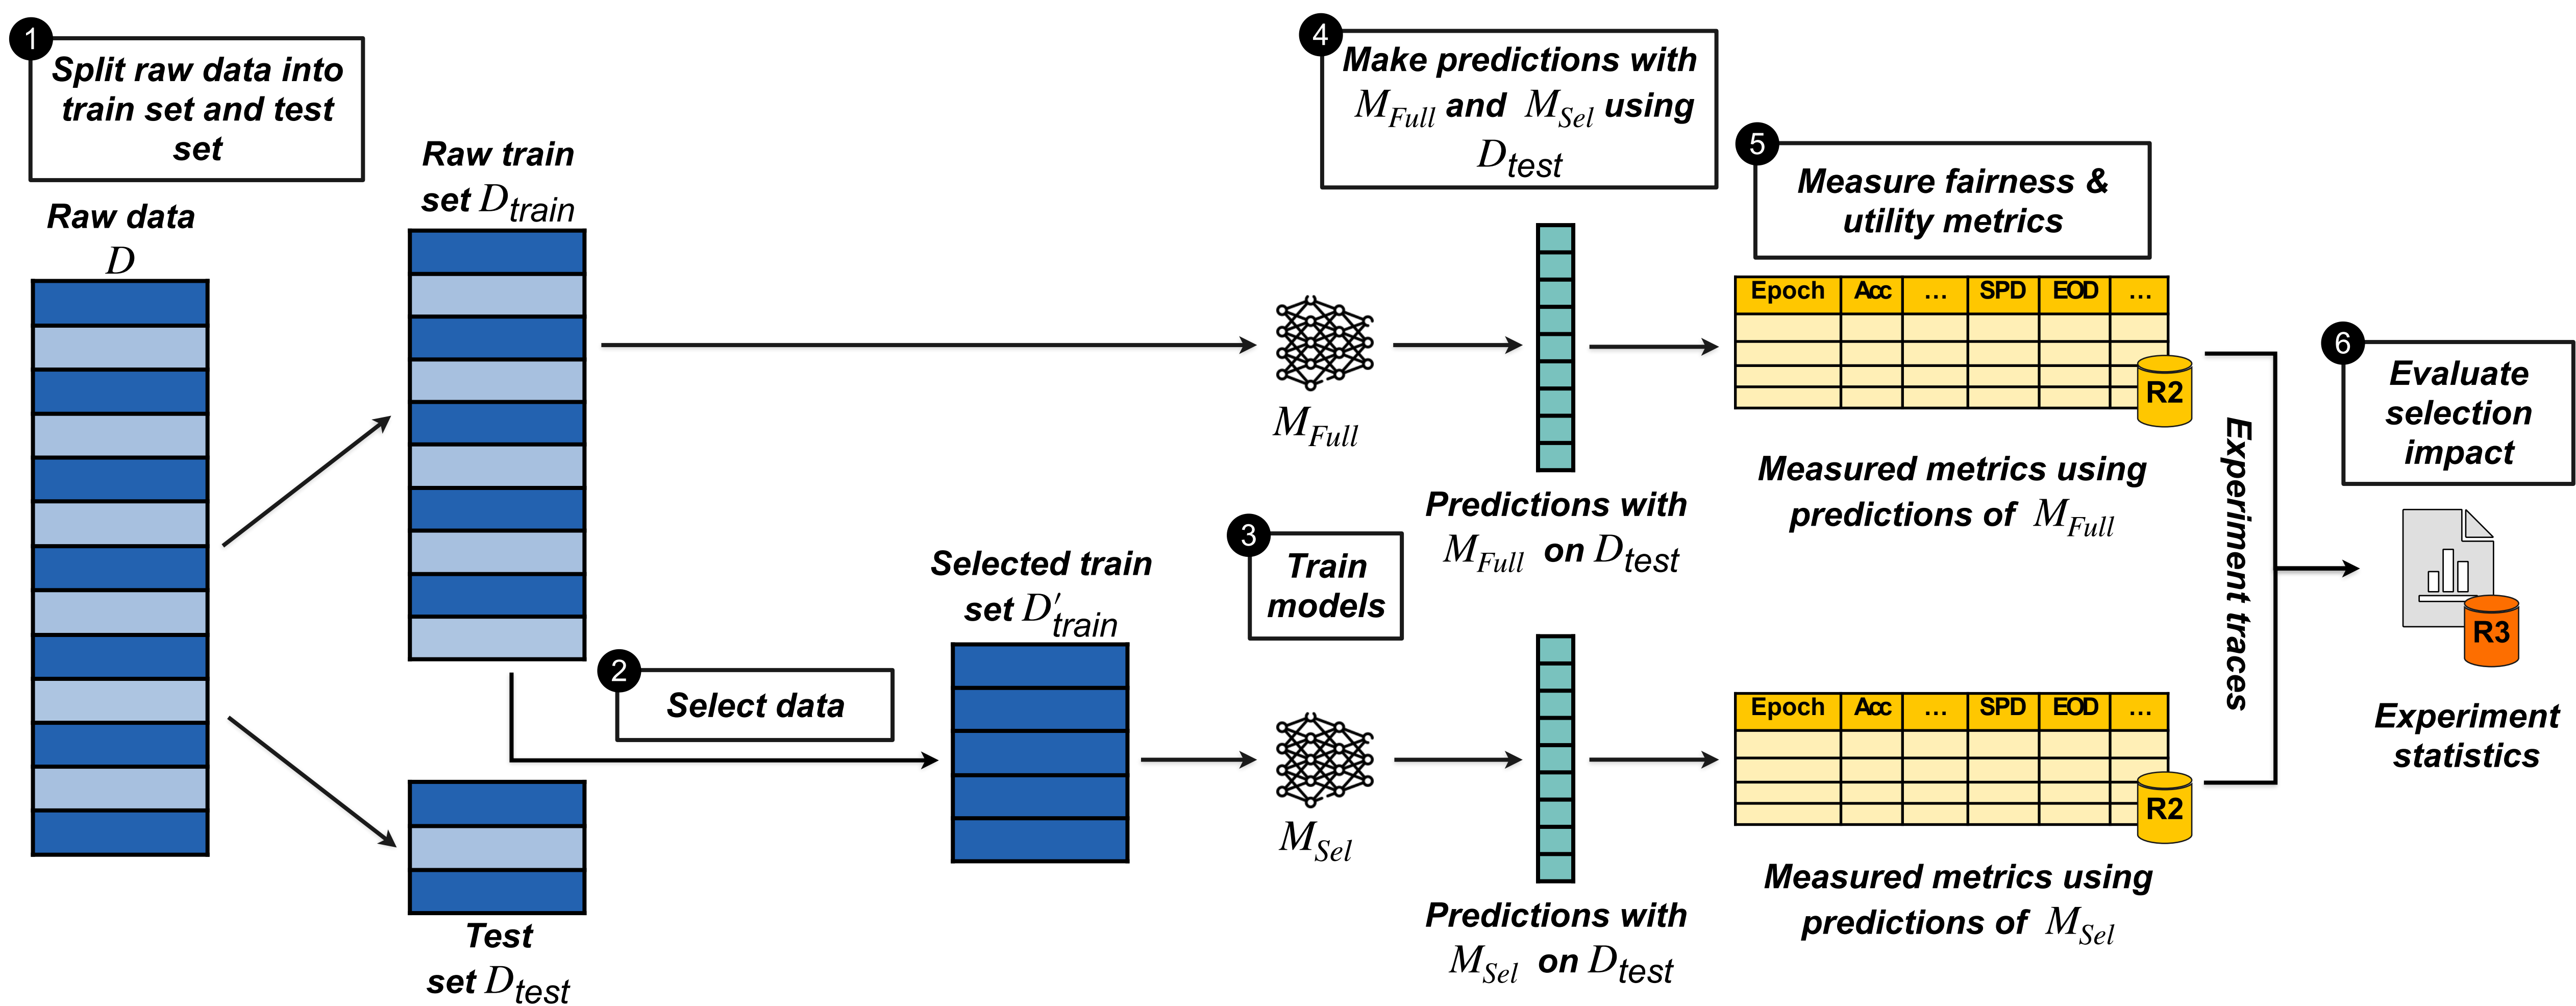 1
Split raw data into
train set and test
set
Raw data
D
Raw train
set D_train
Test
set D_test
2
Select data
Selected train
set D′_train
3
Train
models
M_Full
M_Sel
4
Make predictions with
M_Full and M_Sel using
D_test
Predictions with
M_Full on D_test
Predictions with
M_Sel on D_test
5
Measure fairness &
utility metrics
Epoch Acc ... SPD EOD ...
R2
Measured metrics using
predictions of M_Full
Epoch Acc ... SPD EOD ...
R2
Measured metrics using
predictions of M_Sel
Experiment traces
6
Evaluate
selection
impact
R3
Experiment
statistics